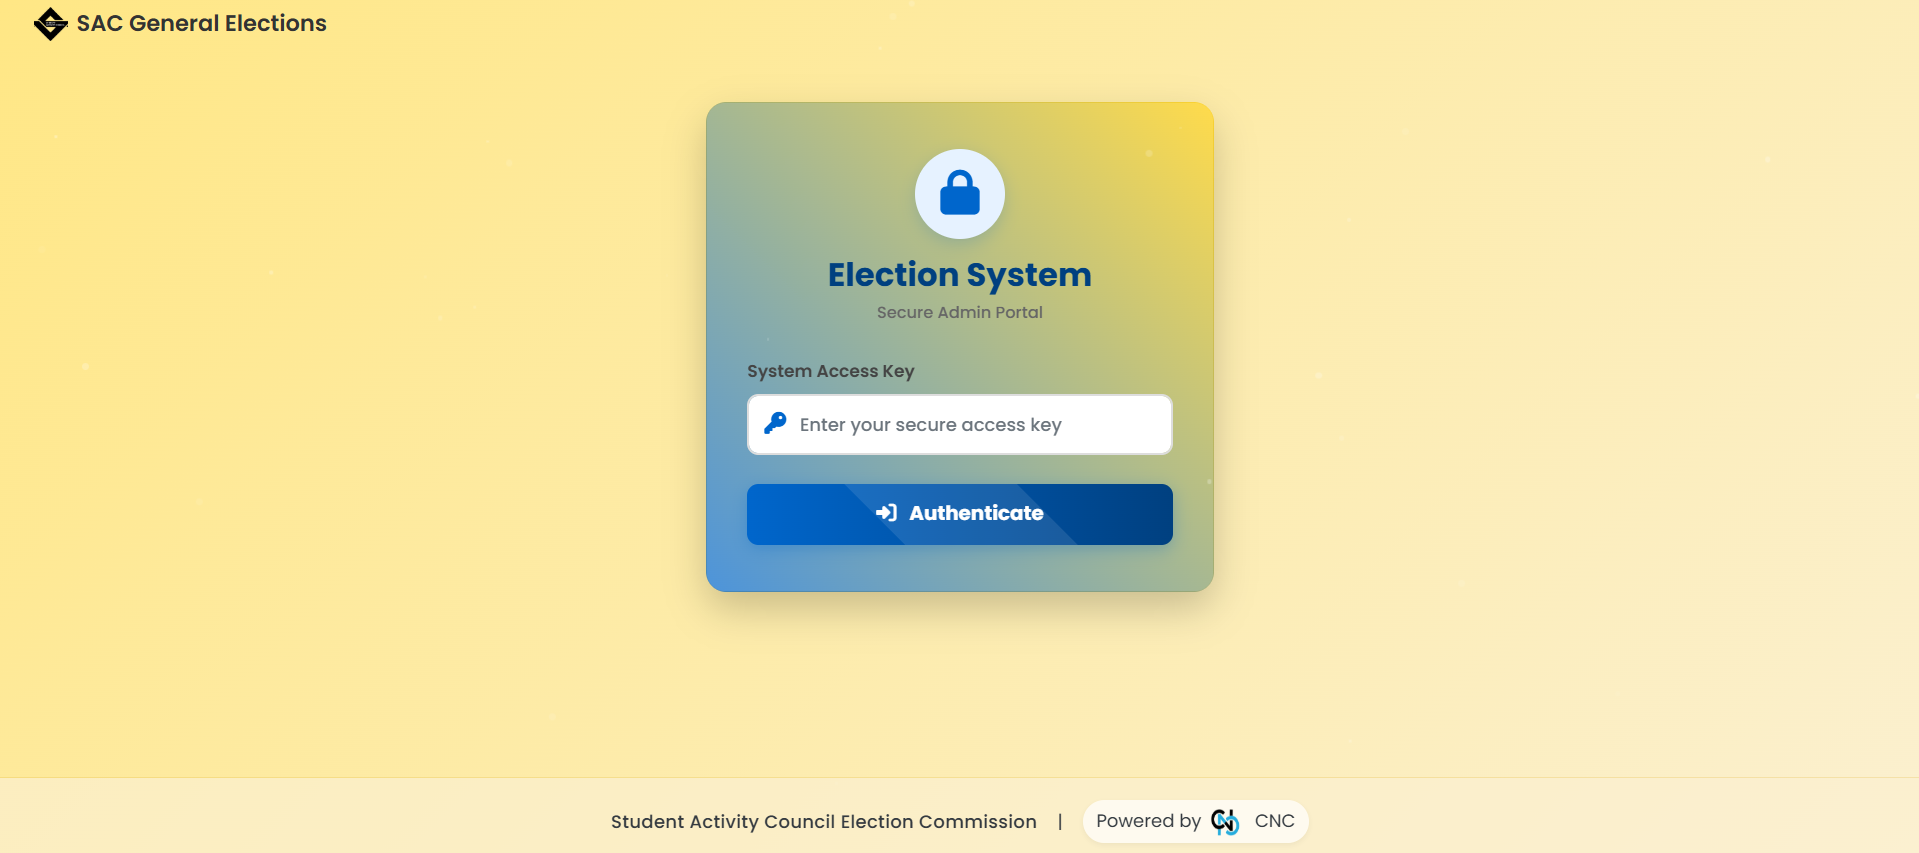 SAC General Elections
Election System
Secure Admin Portal
System Access Key
Enter your secure access key
Authenticate
Student Activity Council Election Commission | Powered by CNC